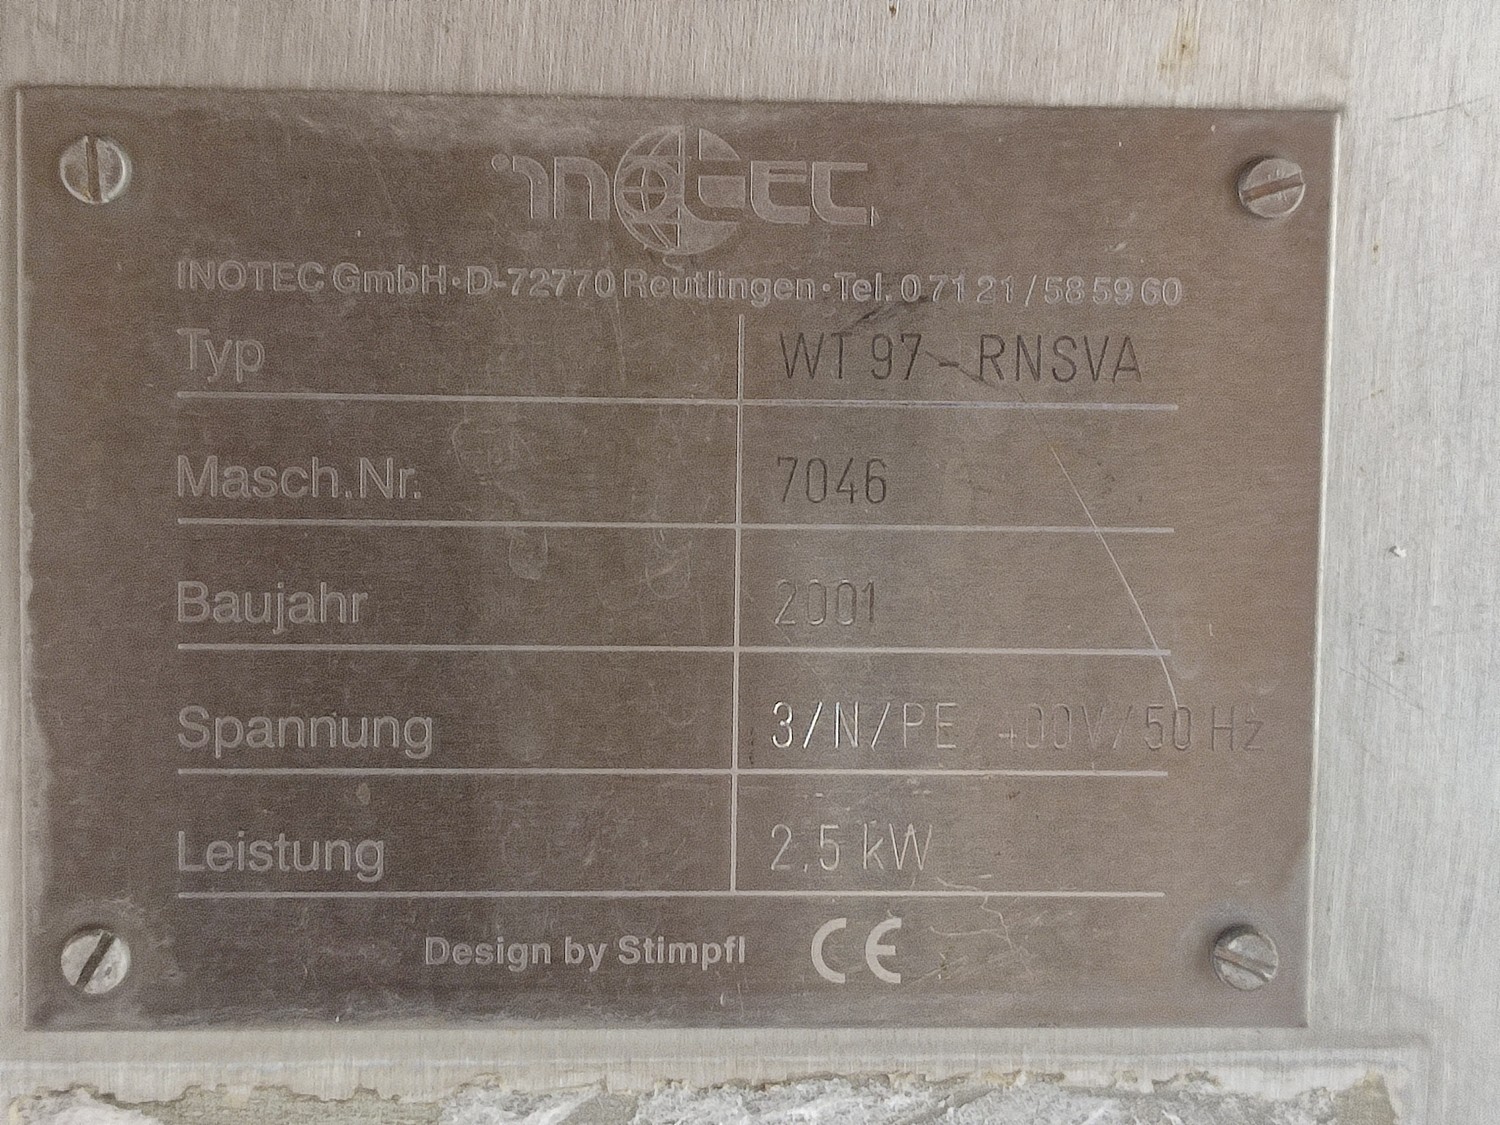 inotec
INOTEC GmbH·D-72770 Reutlingen·Tel. 0 71 21/58 59 60
Typ WT 97-RNSVA
Masch.Nr. 7046
Baujahr 2001
Spannung 3/N/PE 400V/50 Hz
Leistung 2,5 kW
Design by Stimpfl CE